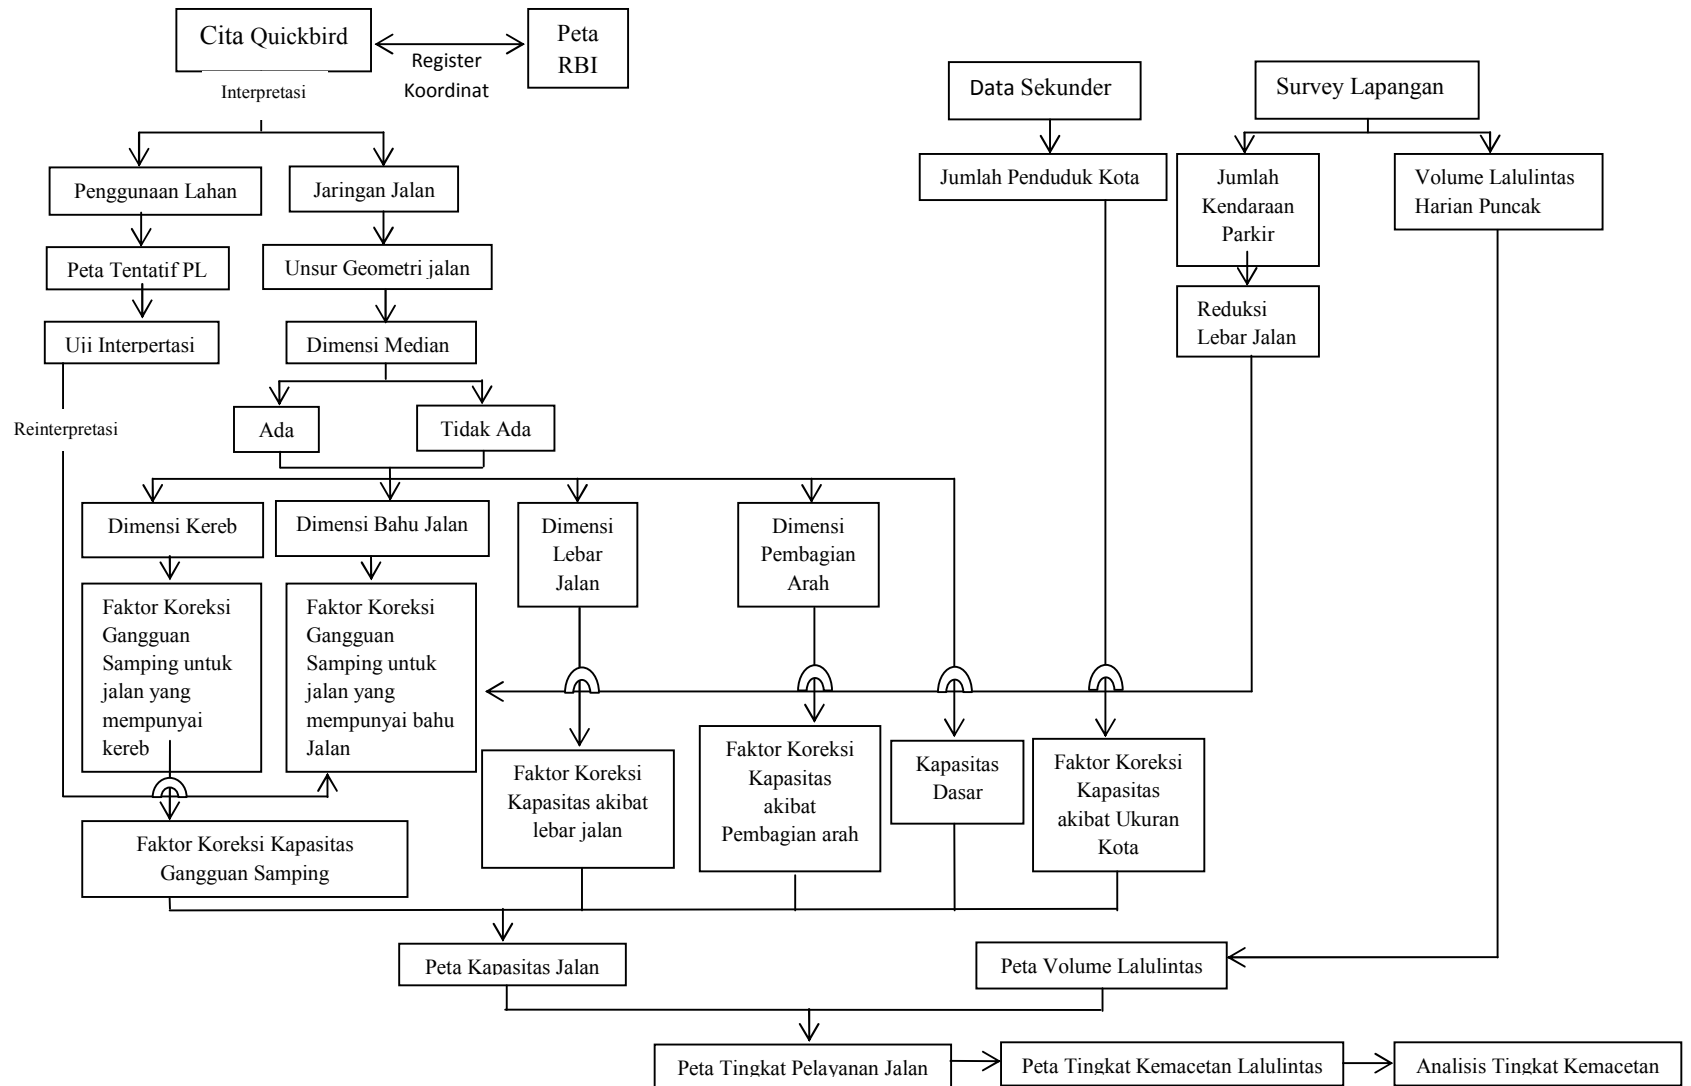 Cita Quickbird
Peta
RBI
Register
Koordinat
Interpretasi
Data Sekunder
Survey Lapangan
Penggunaan Lahan
Jaringan Jalan
Jumlah Penduduk Kota
Jumlah
Kendaraan
Parkir
Volume Lalulintas
Harian Puncak
Peta Tentatif PL
Unsur Geometri jalan
Uji Interpertasi
Dimensi Median
Reduksi
Lebar Jalan
Reinterpretasi
Ada
Tidak Ada
Dimensi Kereb
Dimensi Bahu Jalan
Dimensi
Lebar
Jalan
Dimensi
Pembagian
Arah
Faktor Koreksi
Gangguan
Samping untuk
jalan yang
mempunyai
kereb
Faktor Koreksi
Gangguan
Samping untuk
jalan yang
mempunyai bahu
Jalan
Faktor Koreksi
Kapasitas akibat
lebar jalan
Faktor Koreksi
Kapasitas
akibat
Pembagian arah
Kapasitas
Dasar
Faktor Koreksi
Kapasitas
akibat Ukuran
Kota
Faktor Koreksi Kapasitas
Gangguan Samping
Peta Kapasitas Jalan
Peta Volume Lalulintas
Peta Tingkat Pelayanan Jalan
Peta Tingkat Kemacetan Lalulintas
Analisis Tingkat Kemacetan